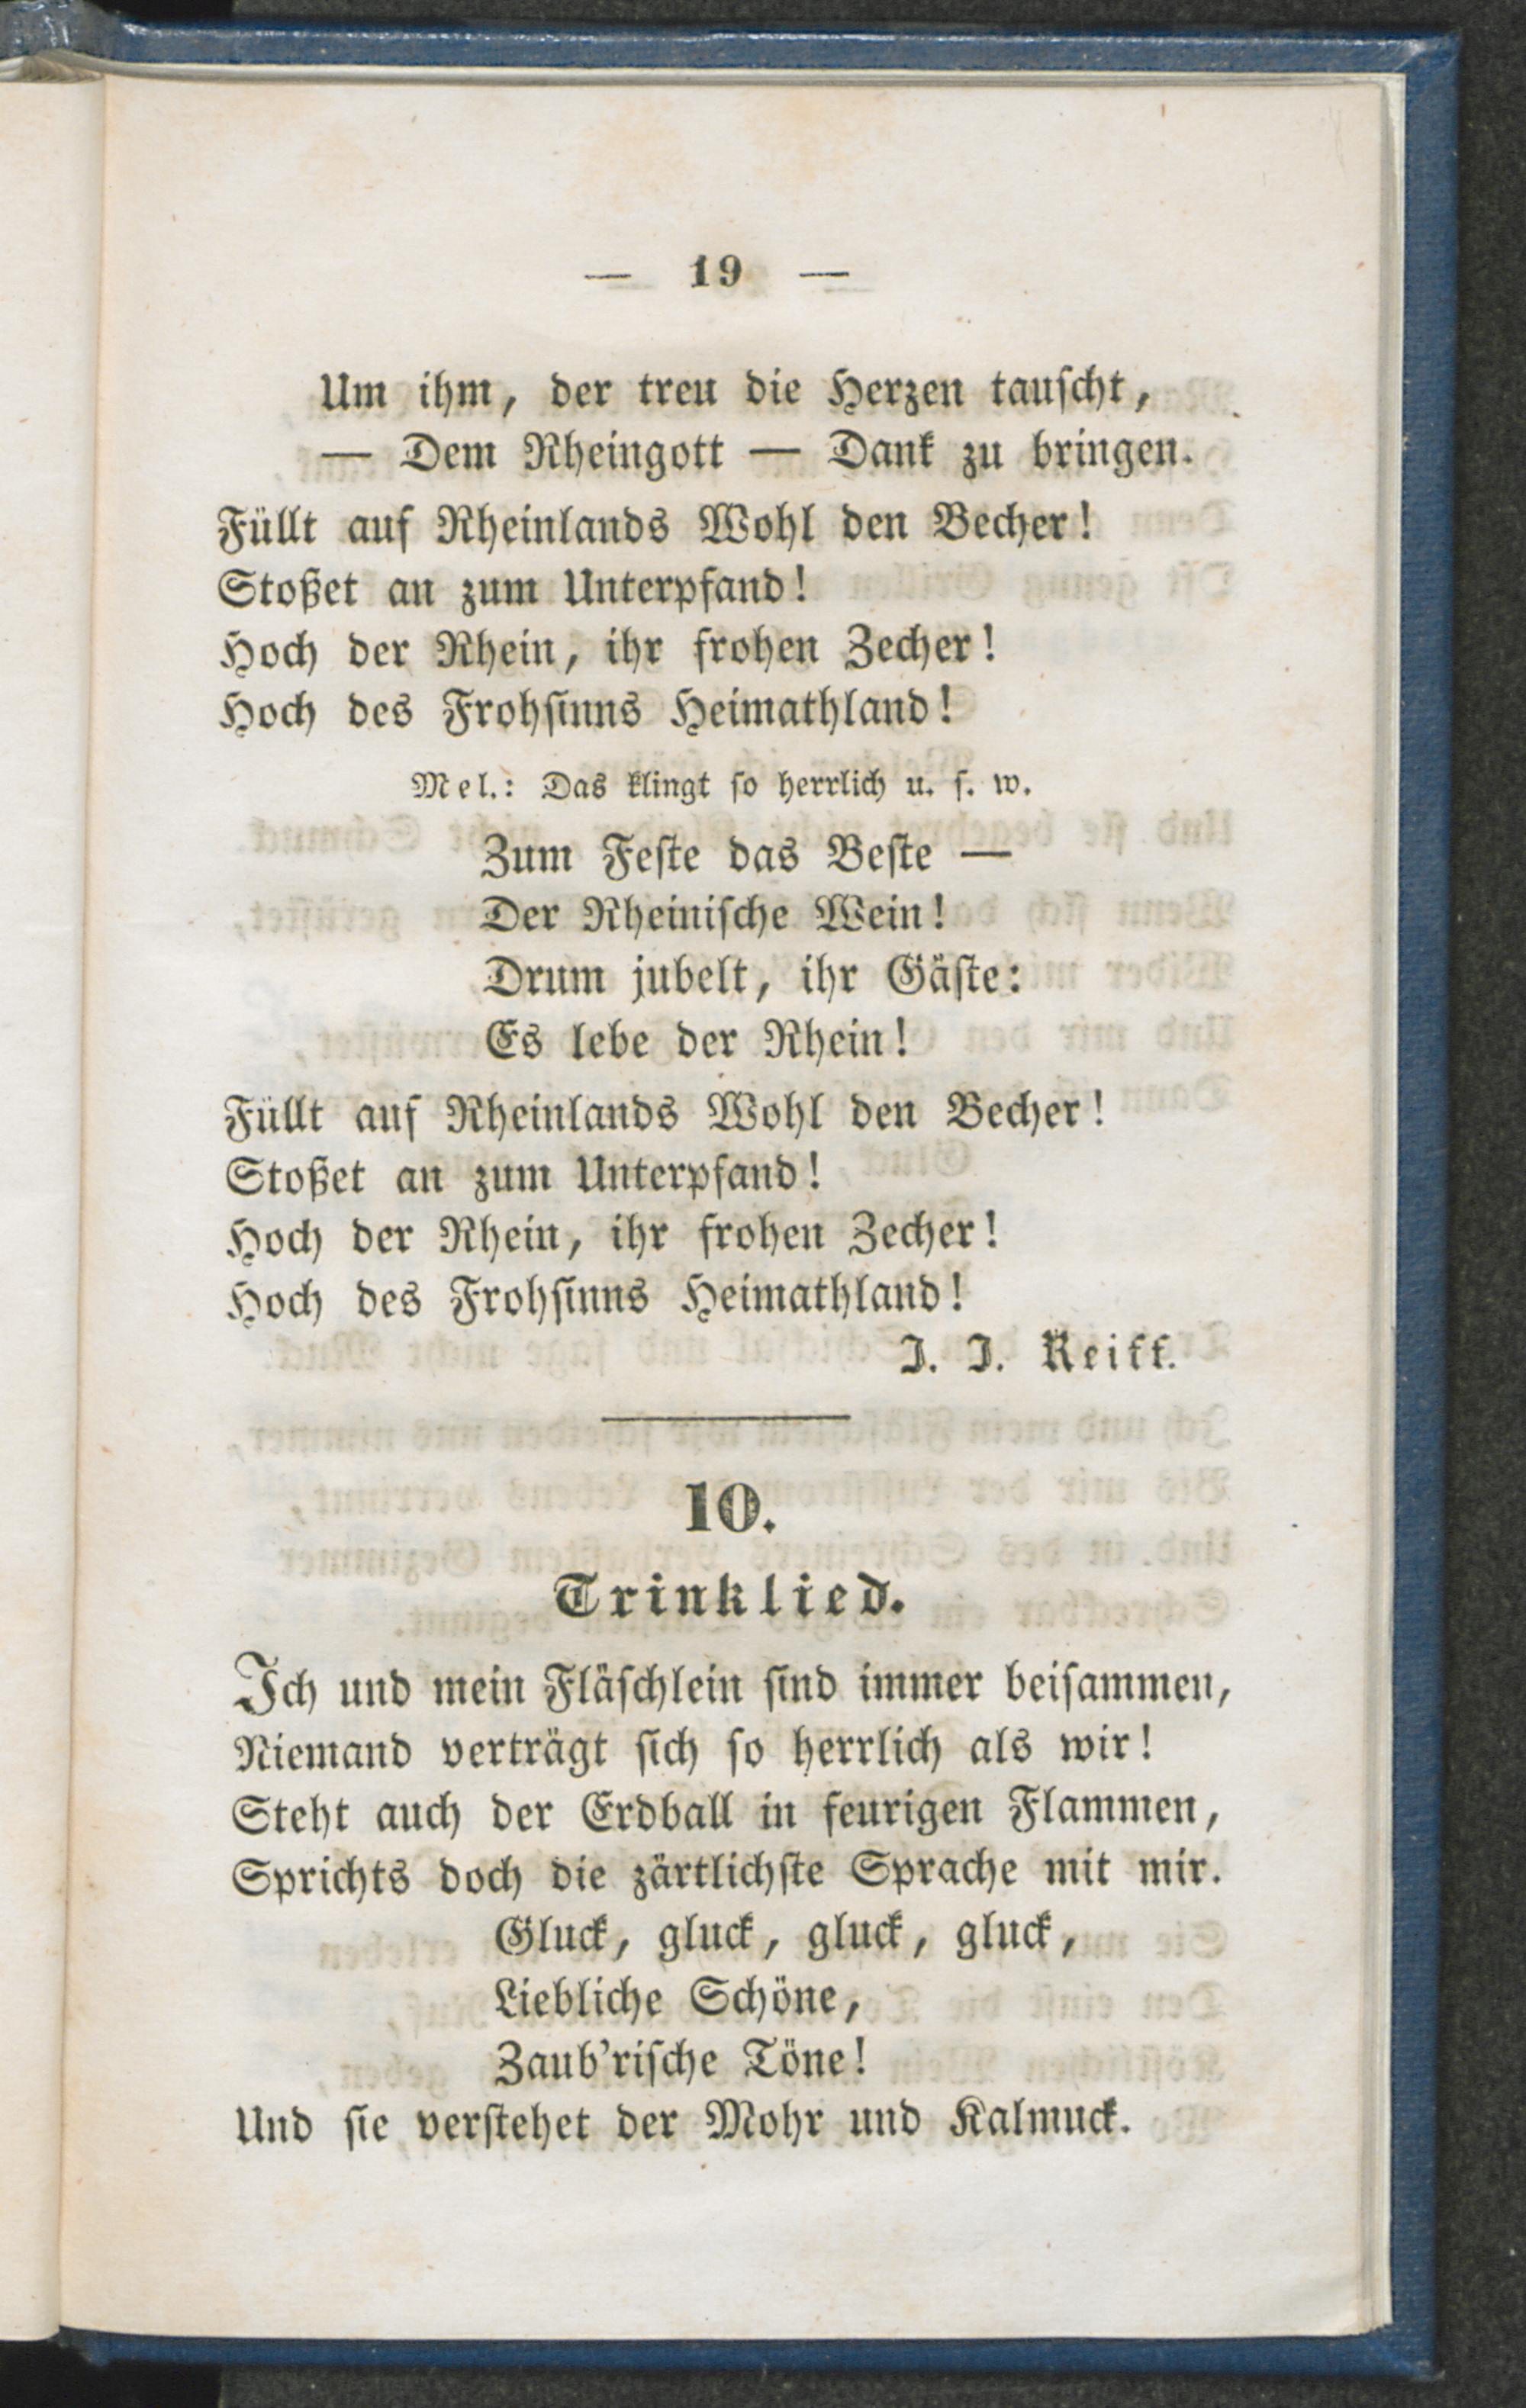 — 19 —
Um ihm, der treu die Herzen tauscht,
— Dem Rheingott — Dank zu bringen.
Füllt auf Rheinlands Wohl den Becher!
Stoßet an zum Unterpfand!
Hoch der Rhein, ihr frohen Zecher!
Hoch des Frohsinns Heimathland!
Mel.: Das klingt so herrlich u. s. w.
Zum Feste das Beste —
Der Rheinische Wein!
Drum jubelt, ihr Gäste:
Es lebe der Rhein!
Füllt auf Rheinlands Wohl den Becher!
Stoßet an zum Unterpfand!
Hoch der Rhein, ihr frohen Zecher!
Hoch des Frohsinns Heimathland!
J. J. Reiff.
10.
Trinklied.
Ich und mein Fläschlein sind immer beisammen,
Niemand verträgt sich so herrlich als wir!
Steht auch der Erdball in feurigen Flammen,
Sprichts doch die zärtlichste Sprache mit mir.
Gluck, gluck, gluck, gluck,
Liebliche Schöne,
Zaub'rische Töne!
Und sie verstehet der Mohr und Kalmuck.